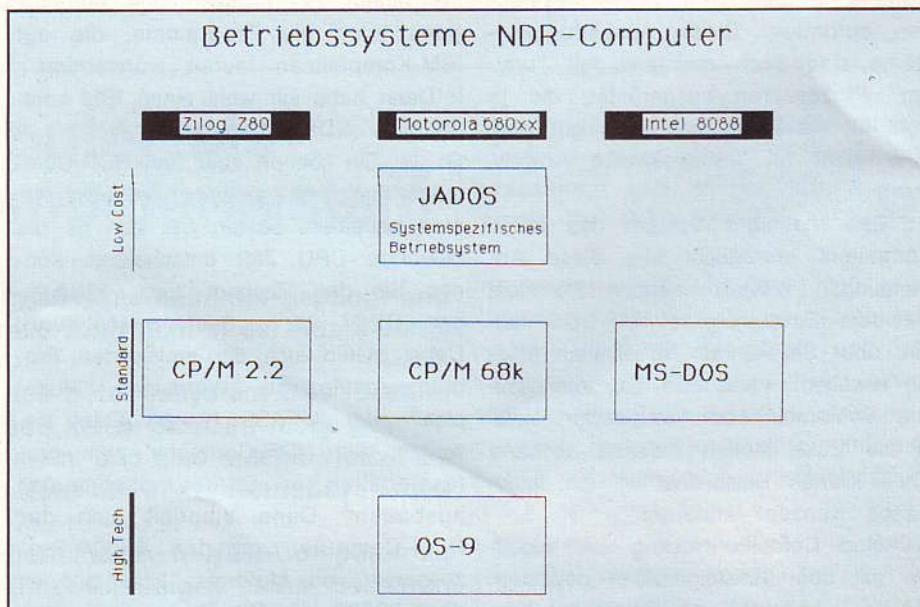 Betriebssysteme NDR-Computer
Zilog Z80
Motorola 680xx
Intel 8088
Low Cost
JADOS
Systemspezifisches
Betriebsystem
Standard
CP/M 2.2
CP/M 68k
MS-DOS
High Tech
OS-9